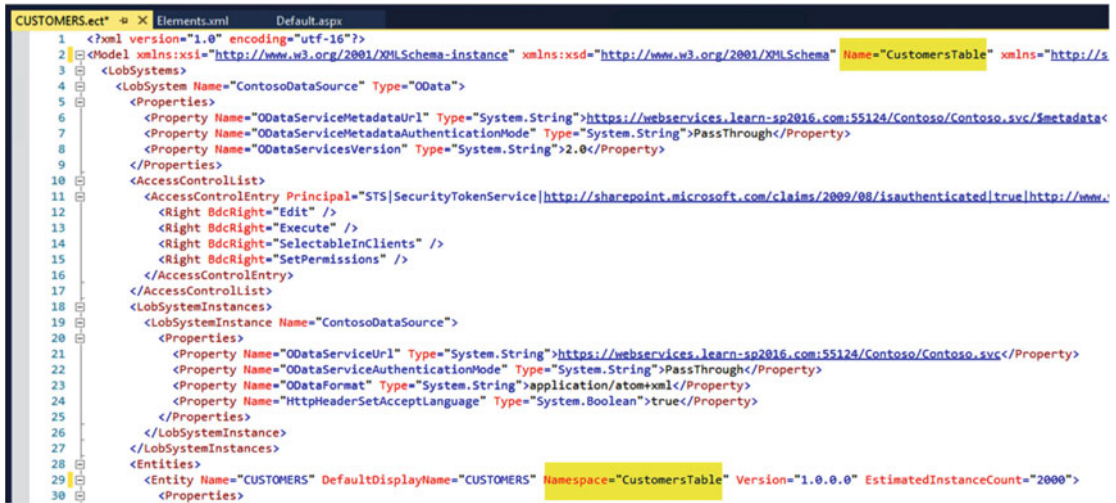 CUSTOMERS.ect* Elements.xml Default.aspx
1 <?xml version="1.0" encoding="utf-16"?>
2 <Model xmlns:xsi="http://www.w3.org/2001/XMLSchema-instance" xmlns:xsd="http://www.w3.org/2001/XMLSchema" Name="CustomersTable" xmlns="http://s
3 <LobSystems>
4 <LobSystem Name="ContosoDataSource" Type="OData">
5 <Properties>
6 <Property Name="ODataServiceMetadataUrl" Type="System.String">https://webservices.learn-sp2016.com:55124/Contoso/Contoso.svc/$metadata<
7 <Property Name="ODataServiceMetadataAuthenticationMode" Type="System.String">PassThrough</Property>
8 <Property Name="ODataServicesVersion" Type="System.String">2.0</Property>
9 </Properties>
10 <AccessControlList>
11 <AccessControlEntry Principal="STS|SecurityTokenService|http://sharepoint.microsoft.com/claims/2009/08/isauthenticated|true|http://www.
12 <Right BdcRight="Edit" />
13 <Right BdcRight="Execute" />
14 <Right BdcRight="SelectableInClients" />
15 <Right BdcRight="SetPermissions" />
16 </AccessControlEntry>
17 </AccessControlList>
18 <LobSystemInstances>
19 <LobSystemInstance Name="ContosoDataSource">
20 <Properties>
21 <Property Name="ODataServiceUrl" Type="System.String">https://webservices.learn-sp2016.com:55124/Contoso/Contoso.svc</Property>
22 <Property Name="ODataServiceAuthenticationMode" Type="System.String">PassThrough</Property>
23 <Property Name="ODataFormat" Type="System.String">application/atom+xml</Property>
24 <Property Name="HttpHeaderSetAcceptLanguage" Type="System.Boolean">true</Property>
25 </Properties>
26 </LobSystemInstance>
27 </LobSystemInstances>
28 <Entities>
29 <Entity Name="CUSTOMERS" DefaultDisplayName="CUSTOMERS" Namespace="CustomersTable" Version="1.0.0.0" EstimatedInstanceCount="2000">
30 <Properties>